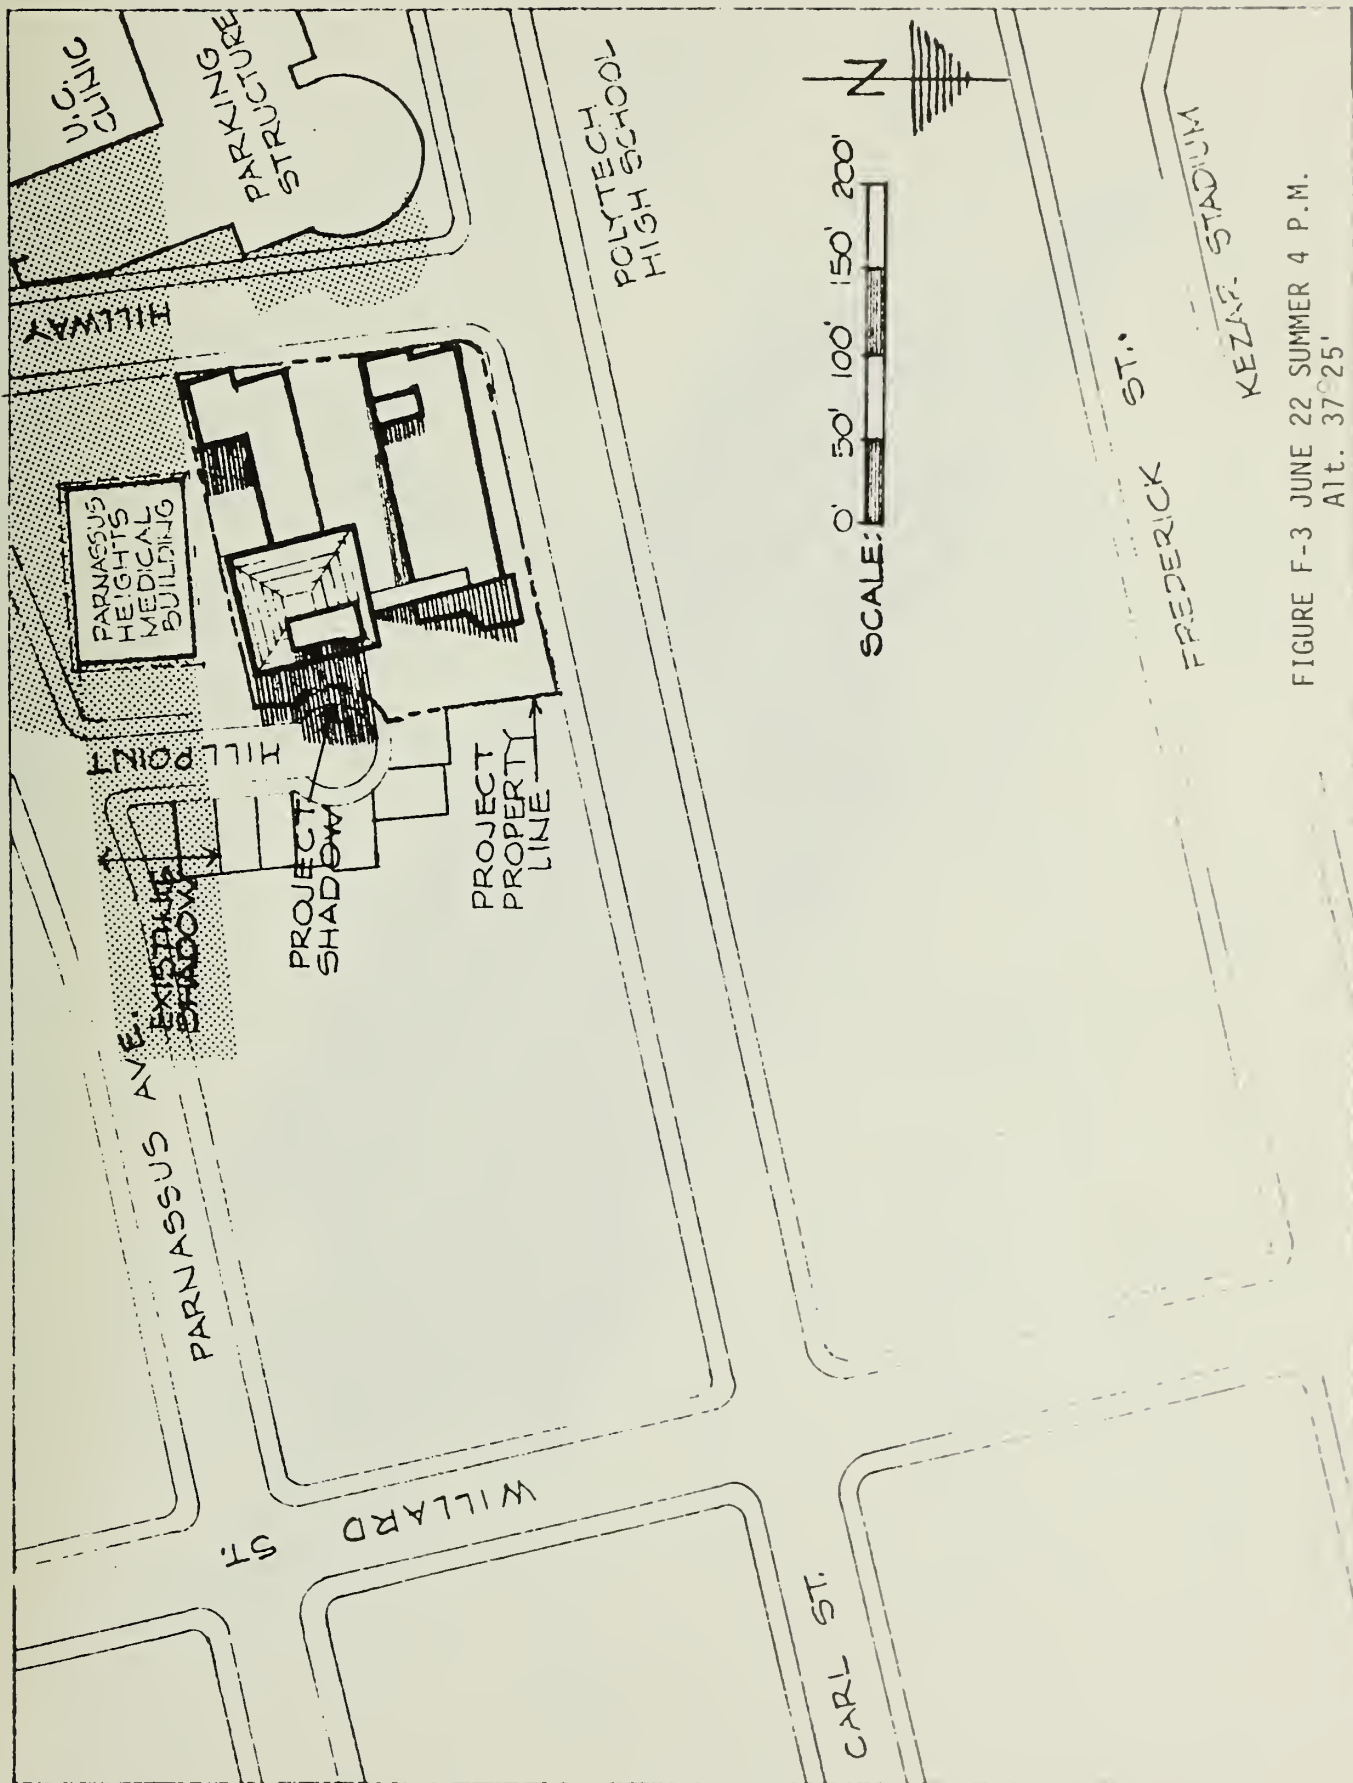 U.C.
CLINIC
PARKING
STRUCTURE
HILLWAY
PARNASSUS
HEIGHTS
MEDICAL
BUILDING
HILL POINT
EXISTING
SHADOW
PROJECT
SHADOW
PROJECT
PROPERTY
LINE
PARNASSUS AVE.
POLYTECH
HIGH SCHOOL
N
SCALE: 0' 50' 100' 150' 200'
KEZAR STADIUM
FREDERICK ST.
WILLARD ST.
CARL ST.
FIGURE F-3 JUNE 22 SUMMER 4 P.M.
Alt. 37°25'